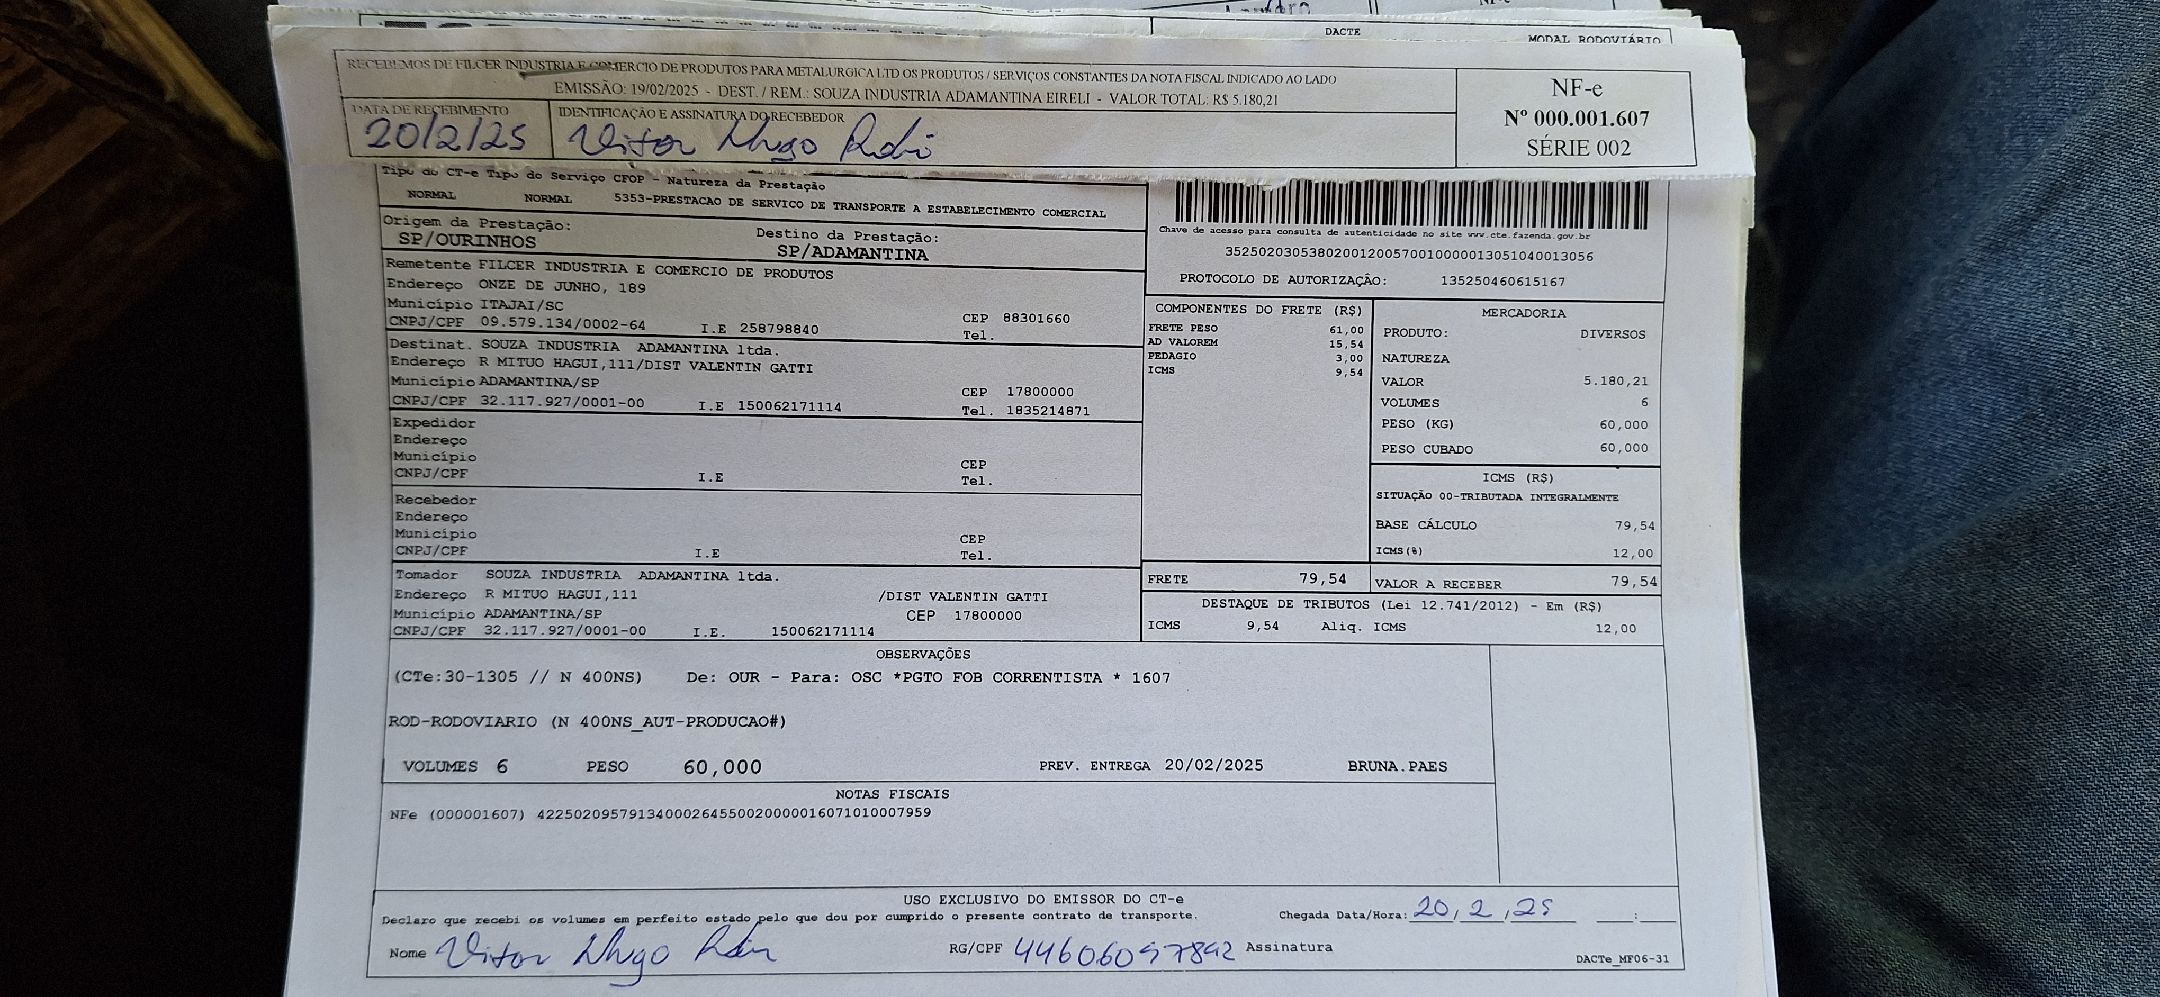 DACTE
MODAL RODOVIÁRIO
RECEBEMOS DE FILCER INDUSTRIA E COMERCIO DE PRODUTOS PARA METALURGICA LTD OS PRODUTOS / SERVIÇOS CONSTANTES DA NOTA FISCAL INDICADO AO LADO
EMISSÃO: 19/02/2025 - DEST. / REM.: SOUZA INDUSTRIA ADAMANTINA EIRELI - VALOR TOTAL: R$ 5.180,21
NF-e
Nº 000.001.607
SÉRIE 002
DATA DE RECEBIMENTO
20/2/25
IDENTIFICAÇÃO E ASSINATURA DO RECEBEDOR
Vitor Hugo
Tipo do CT-e Tipo do Serviço CFOP - Natureza da Prestação
NORMAL NORMAL 5353-PRESTACAO DE SERVICO DE TRANSPORTE A ESTABELECIMENTO COMERCIAL
Origem da Prestação: Destino da Prestação:
SP/OURINHOS SP/ADAMANTINA
Chave de acesso para consulta de autenticidade no site www.cte.fazenda.gov.br
35250203053802001200570010000013051040013056
PROTOCOLO DE AUTORIZAÇÃO: 135250460615167
Remetente FILCER INDUSTRIA E COMERCIO DE PRODUTOS
Endereço ONZE DE JUNHO, 189
Município ITAJAI/SC CEP 88301660
CNPJ/CPF 09.579.134/0002-64 I.E 258798840 Tel.
Destinat. SOUZA INDUSTRIA ADAMANTINA ltda.
Endereço R MITUO HAGUI,111/DIST VALENTIN GATTI
Município ADAMANTINA/SP CEP 17800000
CNPJ/CPF 32.117.927/0001-00 I.E 150062171114 Tel. 1835214871
Expedidor
Endereço
Município CEP
CNPJ/CPF I.E Tel.
Recebedor
Endereço
Município CEP
CNPJ/CPF I.E Tel.
Tomador SOUZA INDUSTRIA ADAMANTINA ltda.
Endereço R MITUO HAGUI,111 /DIST VALENTIN GATTI
Município ADAMANTINA/SP CEP 17800000
CNPJ/CPF 32.117.927/0001-00 I.E. 150062171114
COMPONENTES DO FRETE (R$)
FRETE PESO 61,00
AD VALOREM 15,54
PEDAGIO 3,00
ICMS 9,54
MERCADORIA
PRODUTO: DIVERSOS
NATUREZA
VALOR 5.180,21
VOLUMES 6
PESO (KG) 60,000
PESO CUBADO 60,000
ICMS (R$)
SITUAÇÃO 00-TRIBUTADA INTEGRALMENTE
BASE CÁLCULO 79,54
ICMS(%) 12,00
FRETE 79,54 VALOR A RECEBER 79,54
DESTAQUE DE TRIBUTOS (Lei 12.741/2012) - Em (R$)
ICMS 9,54 Aliq. ICMS 12,00
OBSERVAÇÕES
(CTe:30-1305 // N 400NS) De: OUR - Para: OSC *PGTO FOB CORRENTISTA * 1607
ROD-RODOVIARIO (N 400NS_AUT-PRODUCAO#)
VOLUMES 6 PESO 60,000 PREV. ENTREGA 20/02/2025 BRUNA.PAES
NOTAS FISCAIS
NFe (000001607) 42250209579134000264550020000016071010007959
USO EXCLUSIVO DO EMISSOR DO CT-e
Declaro que recebi os volumes em perfeito estado pelo que dou por cumprido o presente contrato de transporte. Chegada Data/Hora: 20/2/25 :
Nome Vitor Hugo RG/CPF 44606097892 Assinatura
DACTe_MF06-31